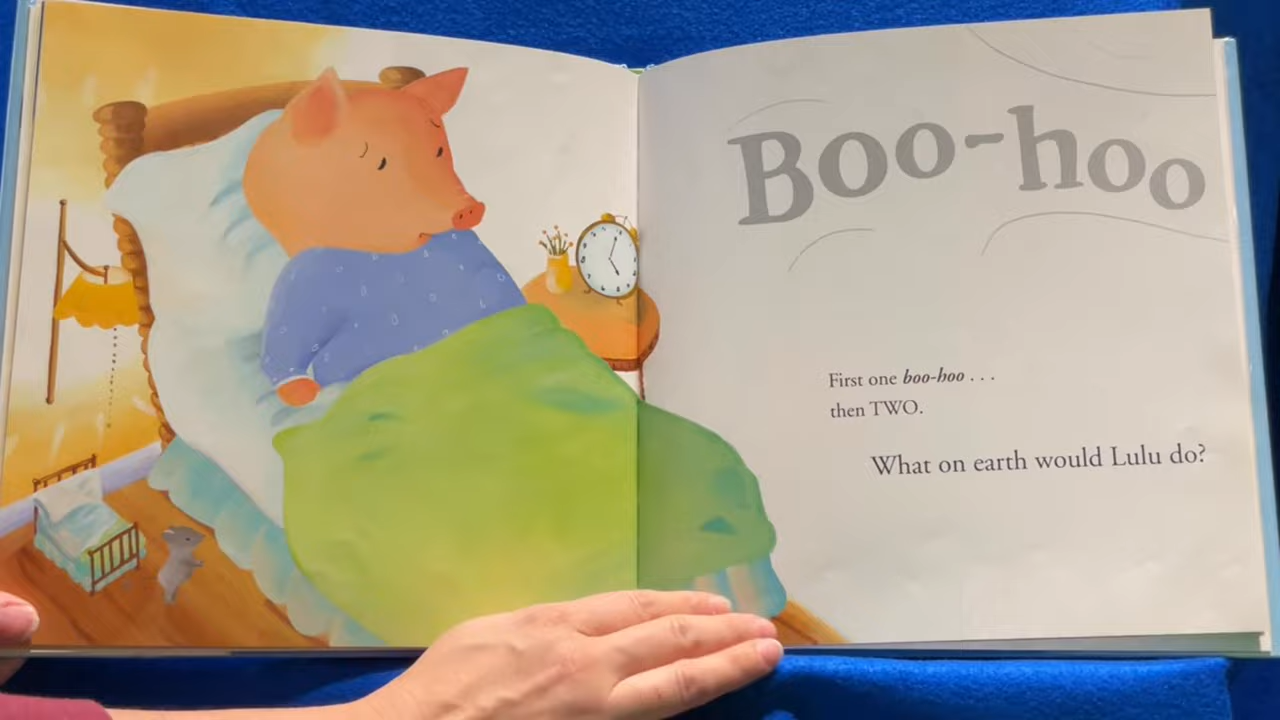 Boo-hoo
First one boo-hoo . . .
then TWO.
What on earth would Lulu do?